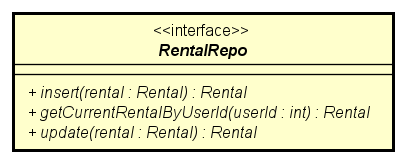 <<interface>>
RentalRepo
+ insert(rental : Rental) : Rental
+ getCurrentRentalByUserId(userId : int) : Rental
+ update(rental : Rental) : Rental